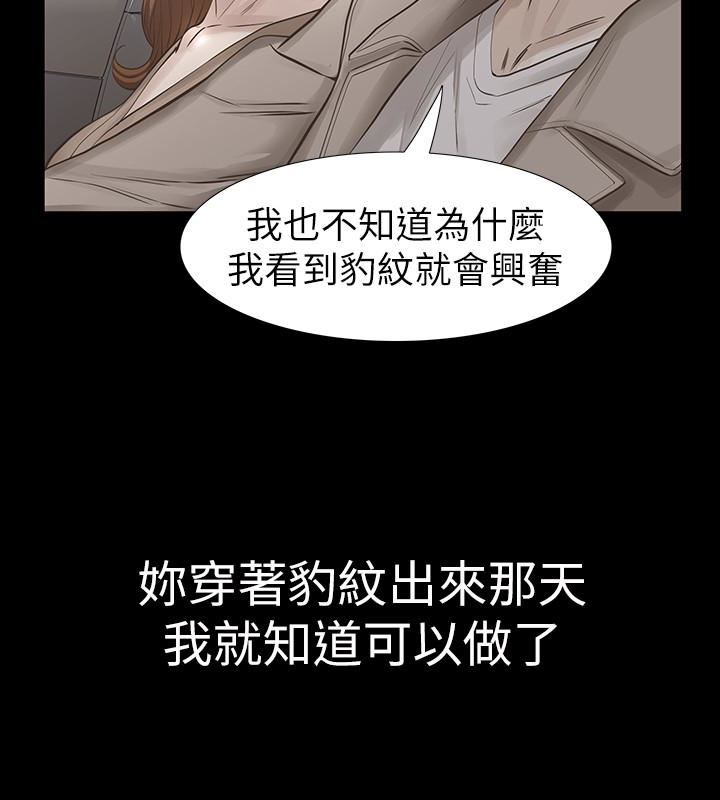 我也不知道為什麼
我看到豹紋就會興奮
妳穿著豹紋出來那天
我就知道可以做了